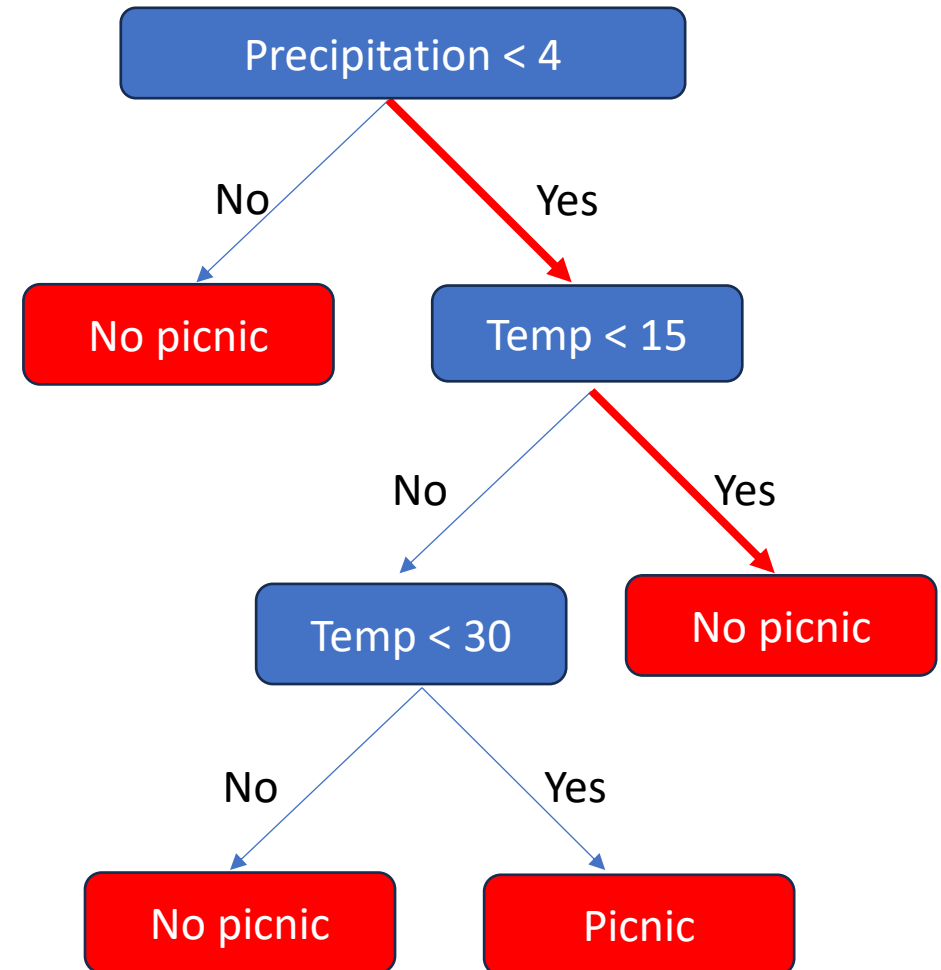 Precipitation < 4
No
Yes
No picnic
Temp < 15
No
Yes
Temp < 30
No picnic
No
Yes
No picnic
Picnic